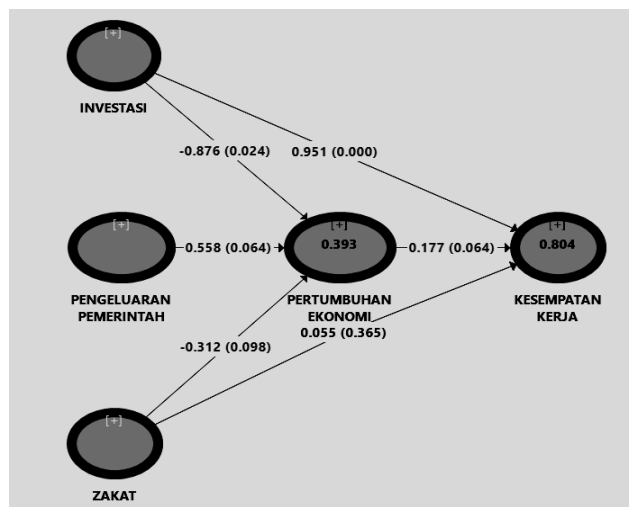 [+]
INVESTASI
-0.876 (0.024)
0.951 (0.000)
[+]
PENGELUARAN
PEMERINTAH
0.558 (0.064)
[+]
0.393
PERTUMBUHAN
EKONOMI
0.177 (0.064)
[+]
0.804
KESEMPATAN
KERJA
0.055 (0.365)
-0.312 (0.098)
[+]
ZAKAT